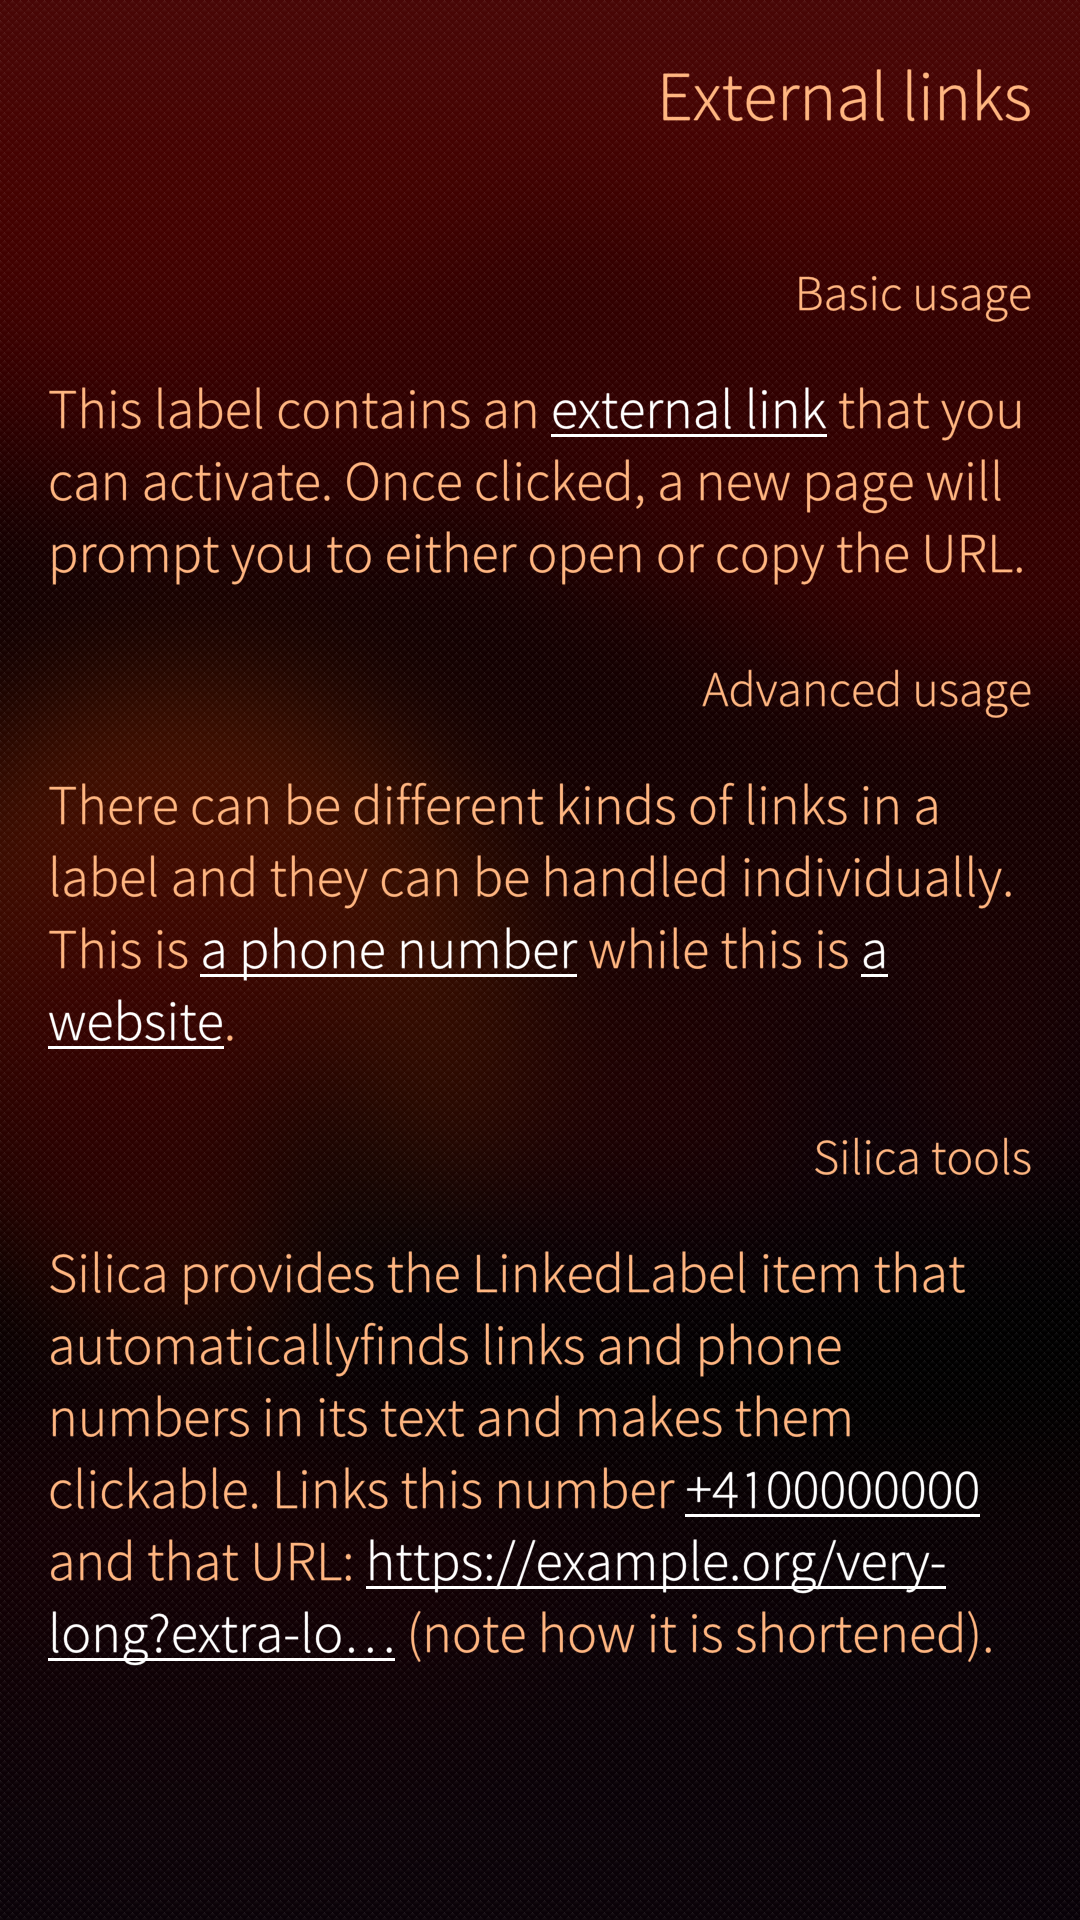 External links
Basic usage
This label contains an external link that you
can activate. Once clicked, a new page will
prompt you to either open or copy the URL.
Advanced usage
There can be different kinds of links in a
label and they can be handled individually.
This is a phone number while this is a
website.
Silica tools
Silica provides the LinkedLabel item that
automaticallyfinds links and phone
numbers in its text and makes them
clickable. Links this number +4100000000
and that URL: https://example.org/very-
long?extra-lo… (note how it is shortened).